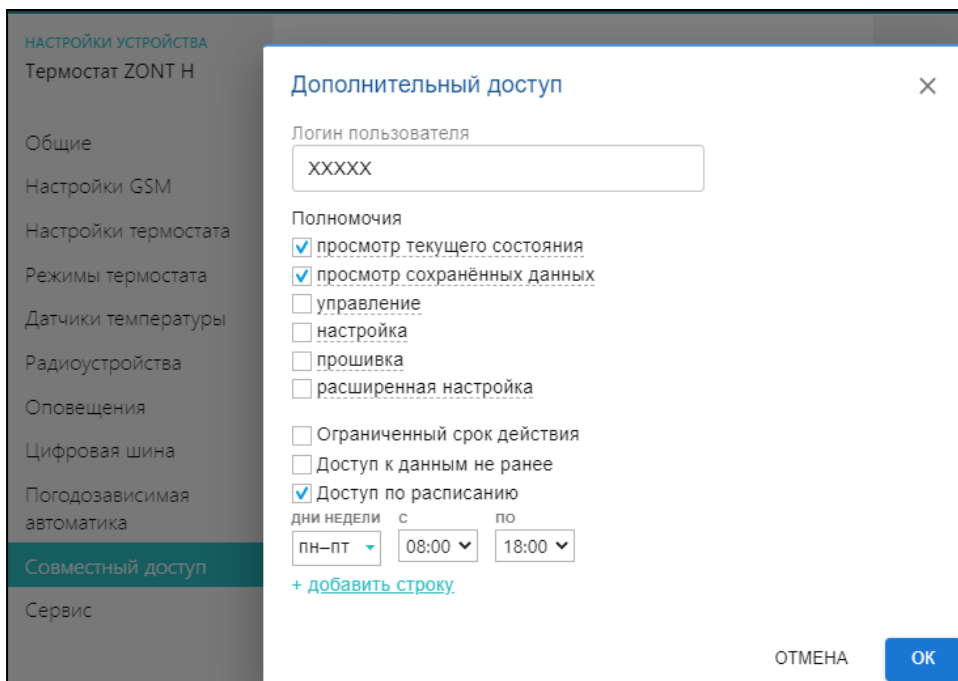 НАСТРОЙКИ УСТРОЙСТВА
Термостат ZONT H
Общие
Настройки GSM
Настройки термостата
Режимы термостата
Датчики температуры
Радиоустройства
Оповещения
Цифровая шина
Погодозависимая
автоматика
Совместный доступ
Сервис
Дополнительный доступ
Логин пользователя
XXXXX
Полномочия
просмотр текущего состояния
просмотр сохранённых данных
управление
настройка
прошивка
расширенная настройка
Ограниченный срок действия
Доступ к данным не ранее
Доступ по расписанию
ДНИ НЕДЕЛИ С ПО
пн–пт 08:00 18:00
+ добавить строку
ОТМЕНА ОК